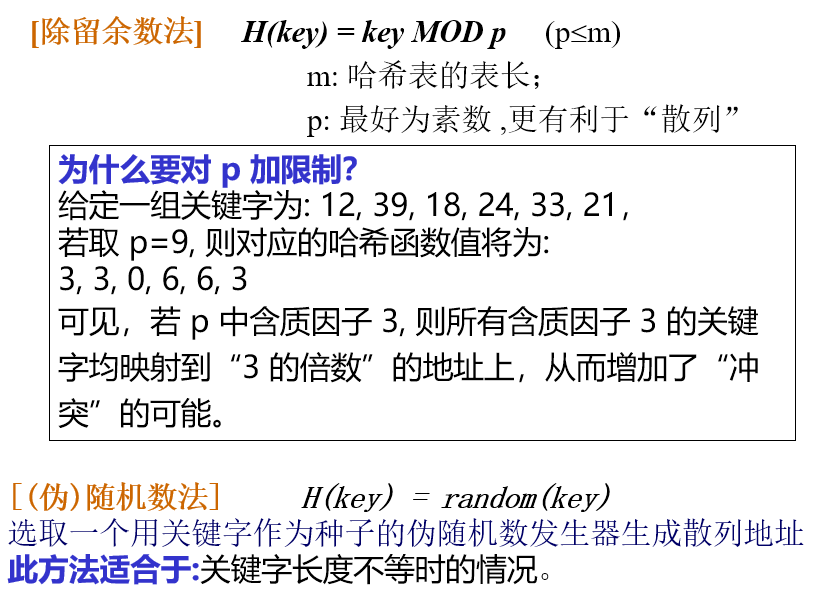 [除留余数法] H(key) = key MOD p (p≤m)
m: 哈希表的表长；
p: 最好为素数 ,更有利于“散列”
为什么要对 p 加限制?
给定一组关键字为: 12, 39, 18, 24, 33, 21，
若取 p=9, 则对应的哈希函数值将为:
3, 3, 0, 6, 6, 3
可见，若 p 中含质因子 3, 则所有含质因子 3 的关键
字均映射到“3 的倍数”的地址上，从而增加了“冲
突”的可能。
[(伪)随机数法] H(key) = random(key)
选取一个用关键字作为种子的伪随机数发生器生成散列地址
此方法适合于:关键字长度不等时的情况。